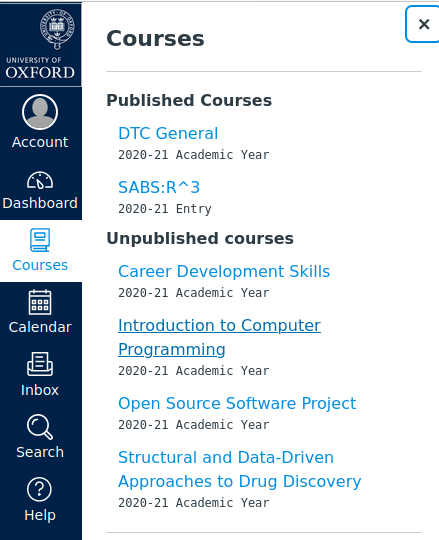 UNIVERSITY OF
OXFORD
Account
Dashboard
Courses
Calendar
Inbox
Search
Help
Courses
×
Published Courses
DTC General
2020-21 Academic Year
SABS:R^3
2020-21 Entry
Unpublished courses
Career Development Skills
2020-21 Academic Year
Introduction to Computer
Programming
2020-21 Academic Year
Open Source Software Project
2020-21 Academic Year
Structural and Data-Driven
Approaches to Drug Discovery
2020-21 Academic Year